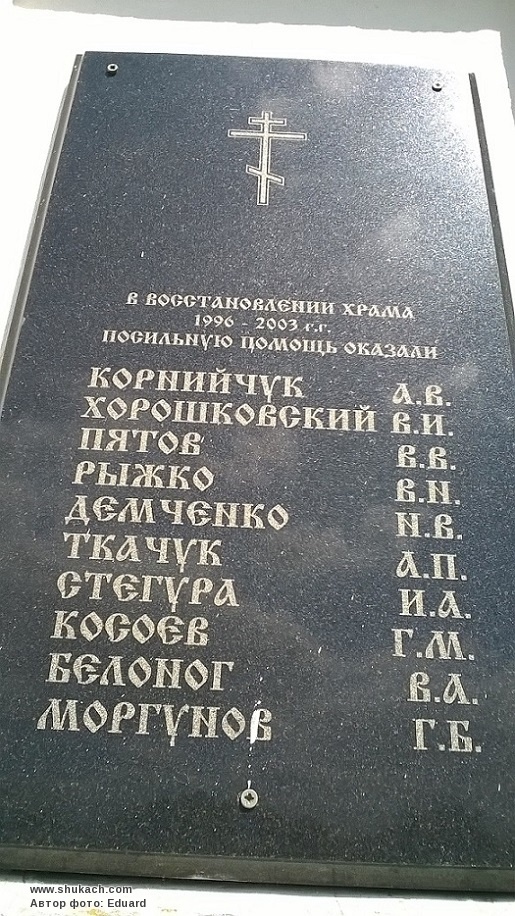 В ВОССТАНОВЛЕНИИ ХРАМА
1996 - 2003 г.г.
ПОСИЛЬНУЮ ПОМОЩЬ ОКАЗАЛИ
КОРНИЙЧУК А.В.
ХОРОШКОВСКИЙ В.И.
ПЯТОВ В.В.
РЫЖКО В.N.
ДЕМЧЕНКО N.В.
ТКАЧУК А.П.
СТЕГУРА И.А.
КОСОЕВ Г.М.
БЕЛОНОГ В.А.
МОРГУНОВ Г.Б.
www.shukach.com
Автор фото: Eduard